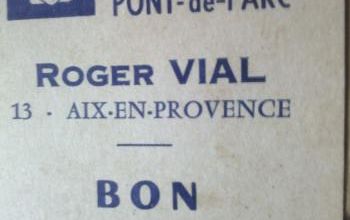 PONT-de-l'ARC
ROGER VIAL
13 · AIX-EN-PROVENCE
BON